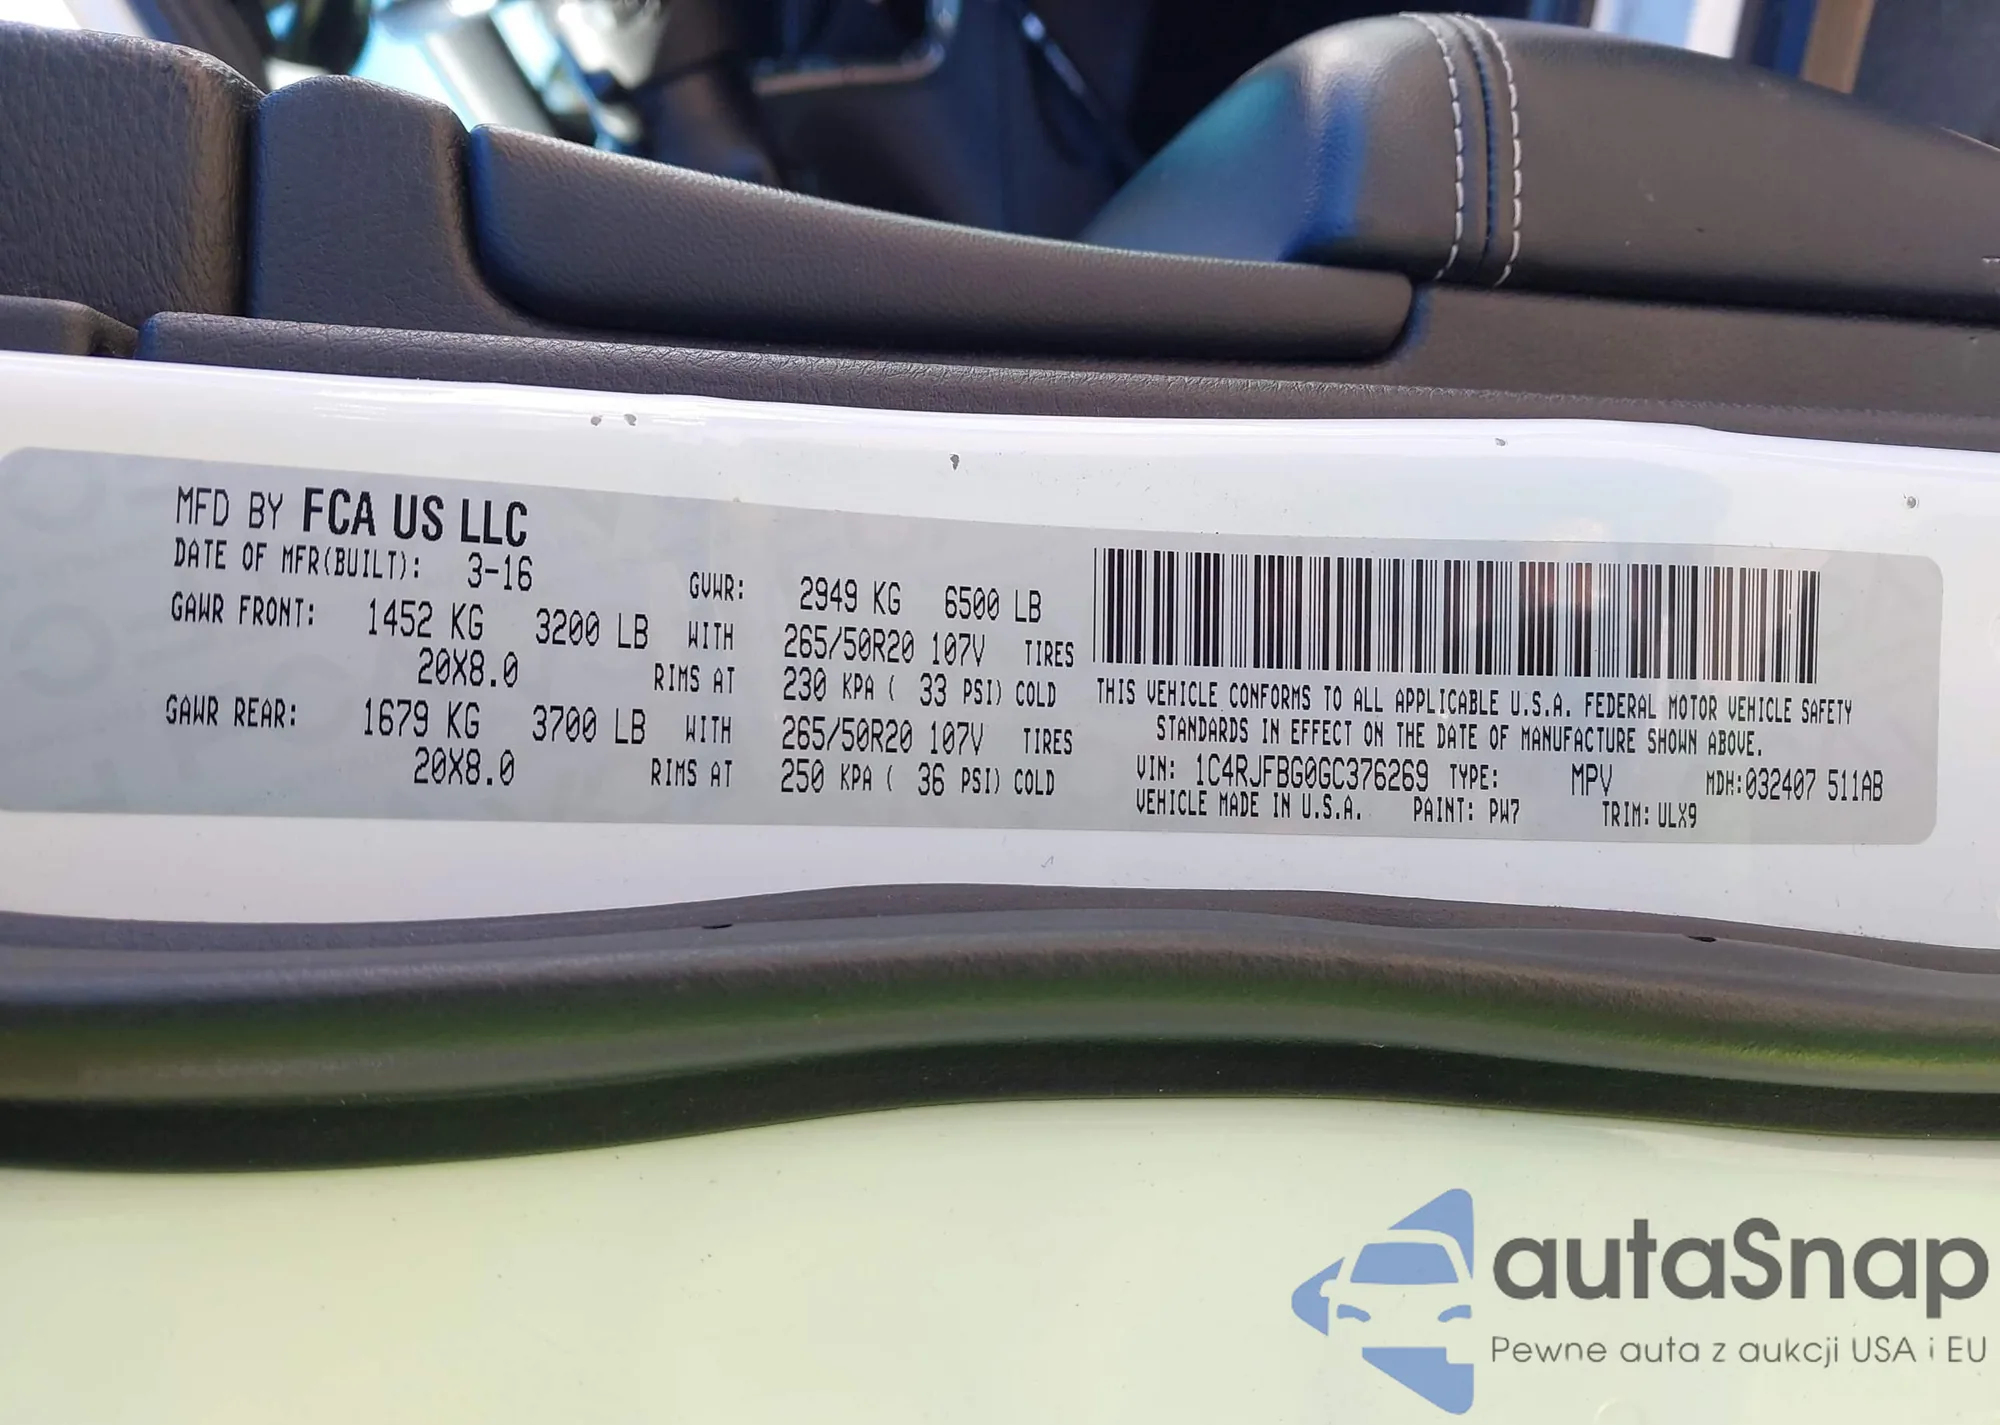 MFD BY FCA US LLC
DATE OF MFR(BUILT): 3-16 GVWR: 2949 KG 6500 LB
GAWR FRONT: 1452 KG 3200 LB WITH 265/50R20 107V TIRES
20X8.0 RIMS AT 230 KPA ( 33 PSI) COLD
GAWR REAR: 1679 KG 3700 LB WITH 265/50R20 107V TIRES
20X8.0 RIMS AT 250 KPA ( 36 PSI) COLD
THIS VEHICLE CONFORMS TO ALL APPLICABLE U.S.A. FEDERAL MOTOR VEHICLE SAFETY
STANDARDS IN EFFECT ON THE DATE OF MANUFACTURE SHOWN ABOVE.
VIN: 1C4RJFBG0GC376269 TYPE: MPV MDH:032407 511AB
VEHICLE MADE IN U.S.A. PAINT: PW7 TRIM: ULX9
autaSnap
Pewne auta z aukcji USA i EU